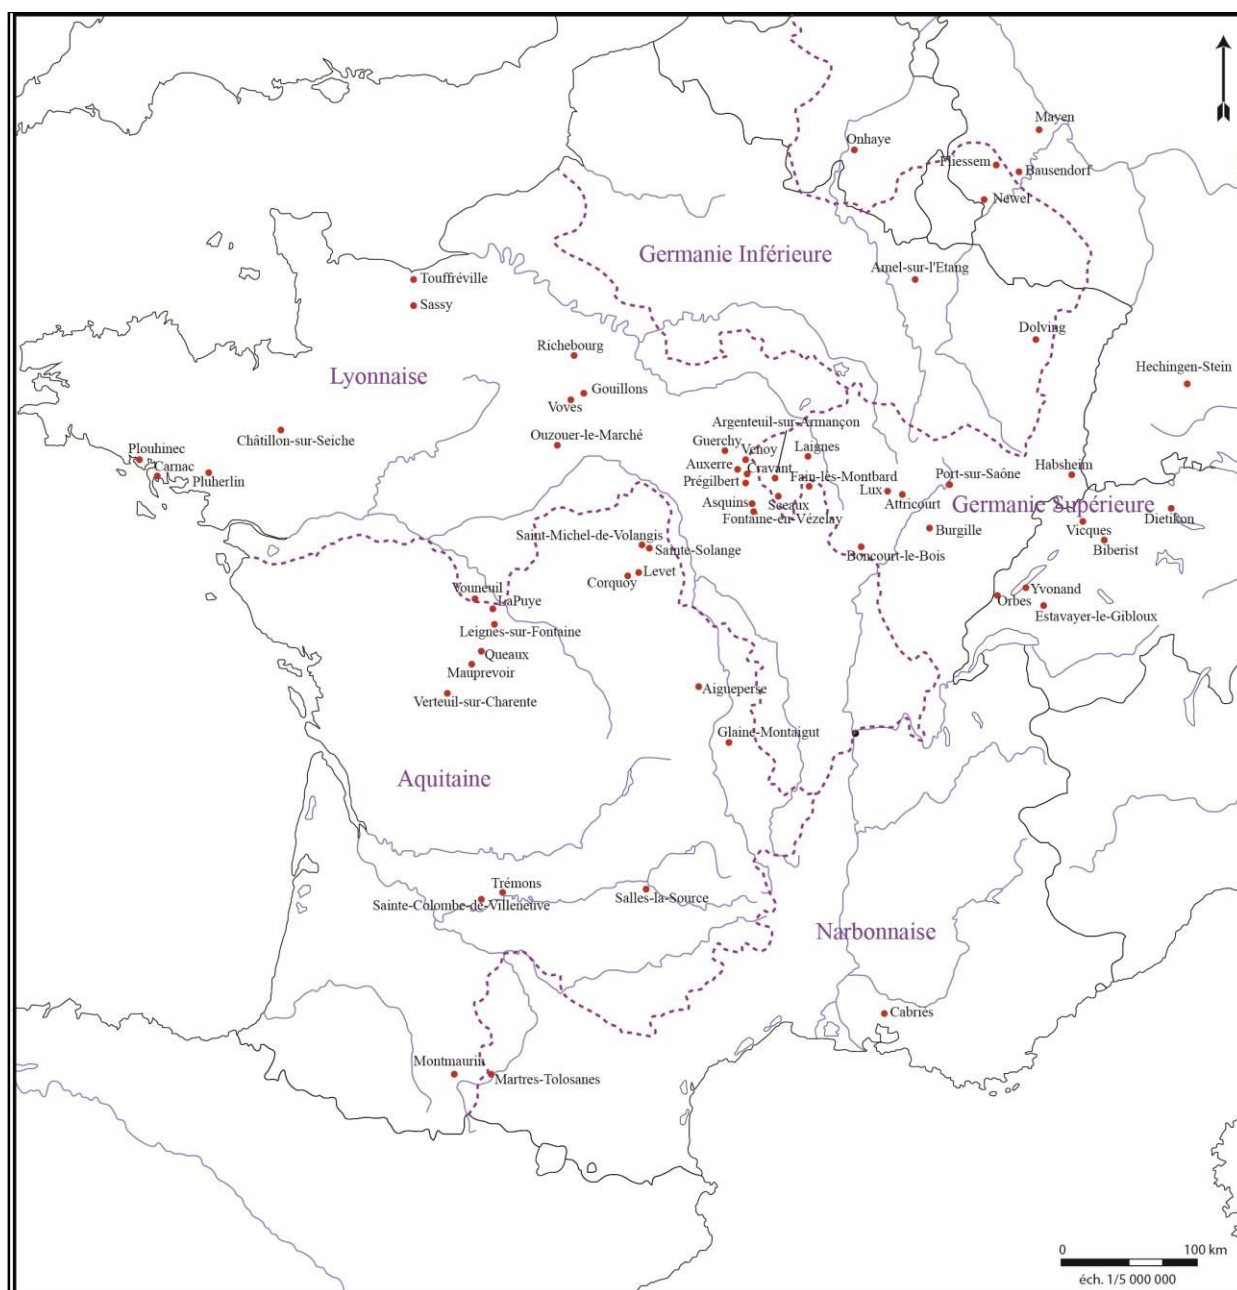 Mayen
Onhaye
Fliessem
Bausendorf
Newel
Germanie Inférieure
Amel-sur-l'Etang
Touffréville
Sassy
Dolving
Richebourg
Hechingen-Stein
Lyonnaise
Gouillons
Voves
Argenteuil-sur-Armançon
Châtillon-sur-Seiche
Ouzouer-le-Marché
Guerchy
Venoy
Laignes
Plouhinec
Carnac
Pluherlin
Auxerre
Cravant
Prégilbert
Fain-lès-Montbard
Port-sur-Saône
Habsheim
Lux
Attricourt
Asquins
Sceaux
Fontaine-en-Vézelay
Germanie Supérieure
Dietikon
Vicques
Burgille
Biberist
Saint-Michel-de-Volangis
Sainte-Solange
Boncourt-le-Bois
Levet
Corquoy
Vouneuil
LaPuye
Orbes
Yvonand
Estavayer-le-Gibloux
Leignes-sur-Fontaine
Queaux
Mauprevoir
Aigueperse
Verteuil-sur-Charente
Glaine-Montaigut
Aquitaine
Trémons
Sainte-Colombe-de-Villeneuve
Salles-la-Source
Narbonnaise
Cabriès
Montmaurin
Martres-Tolosanes
0 100 km
éch. 1/5 000 000